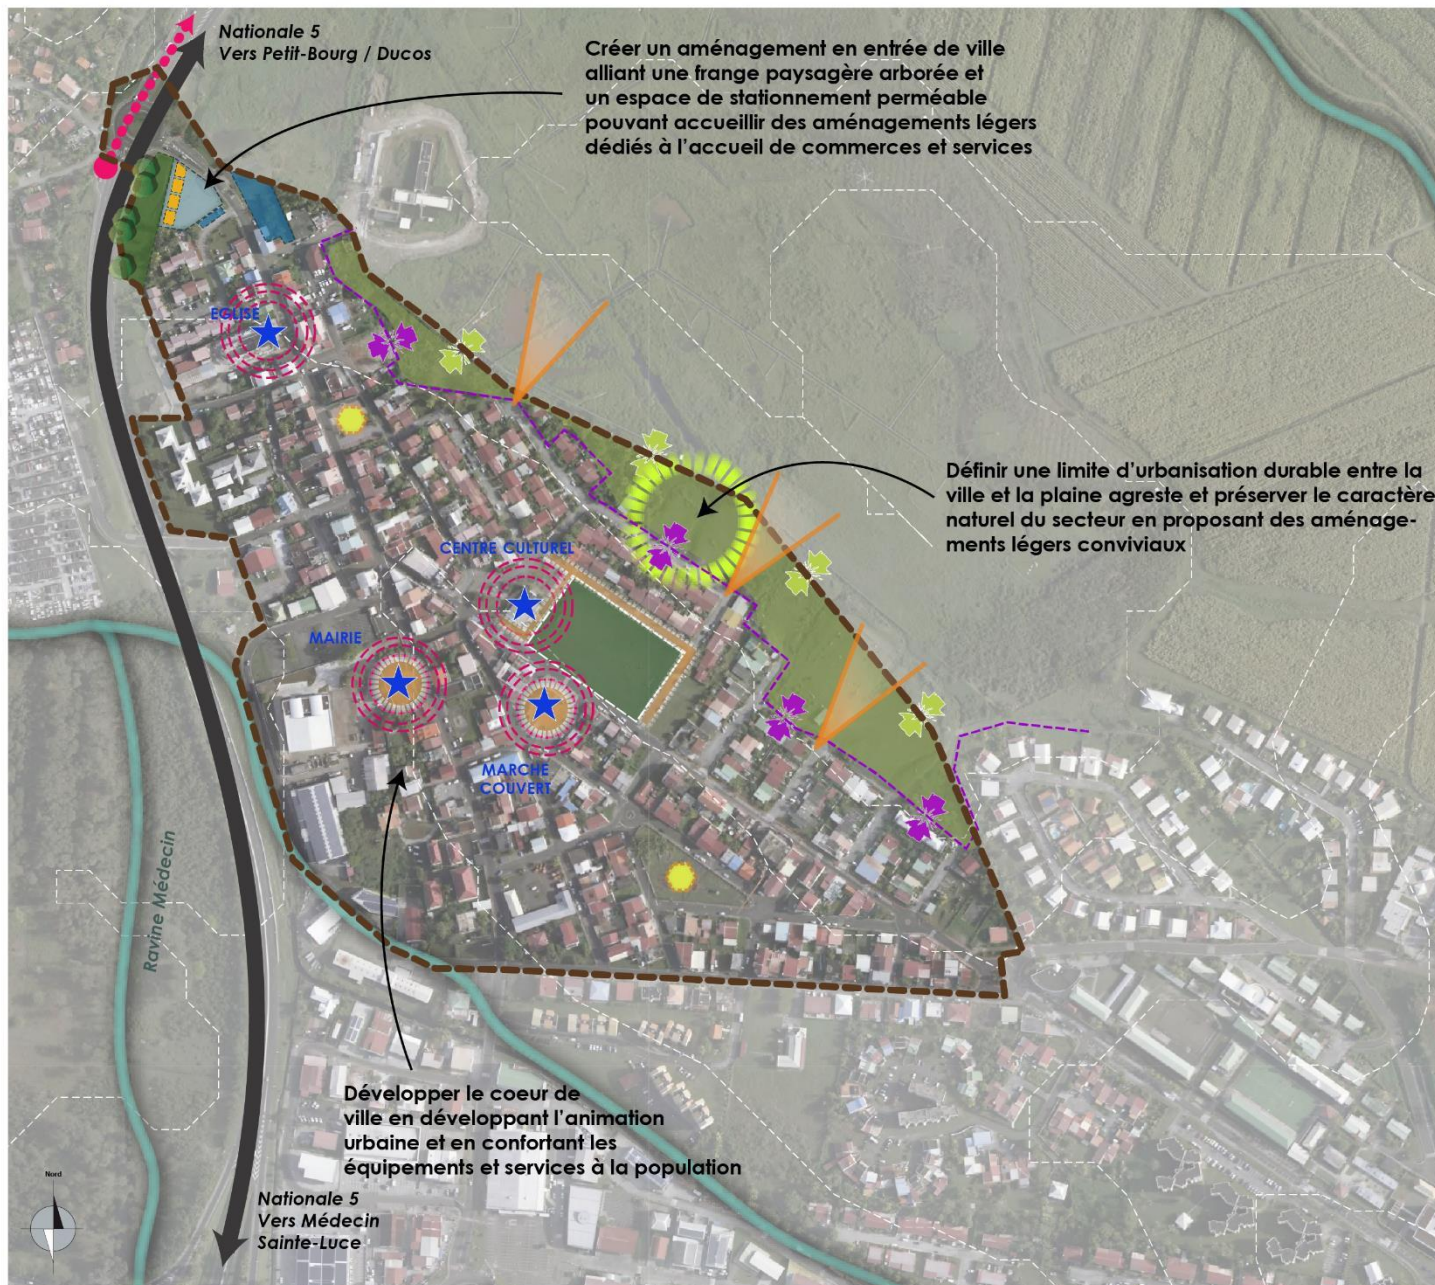 Nationale 5
Vers Petit-Bourg / Ducos
Créer un aménagement en entrée de ville
alliant une frange paysagère arborée et
un espace de stationnement perméable
pouvant accueillir des aménagements légers
dédiés à l'accueil de commerces et services
EGLISE
Définir une limite d'urbanisation durable entre la
ville et la plaine agreste et préserver le caractère
naturel du secteur en proposant des aménage-
ments légers conviviaux
CENTRE CULTUREL
MAIRIE
MARCHE
COUVERT
Ravine Médecin
Développer le coeur de
ville en développant l'animation
urbaine et en confortant les
équipements et services à la population
Nord
Nationale 5
Vers Médecin
Sainte-Luce